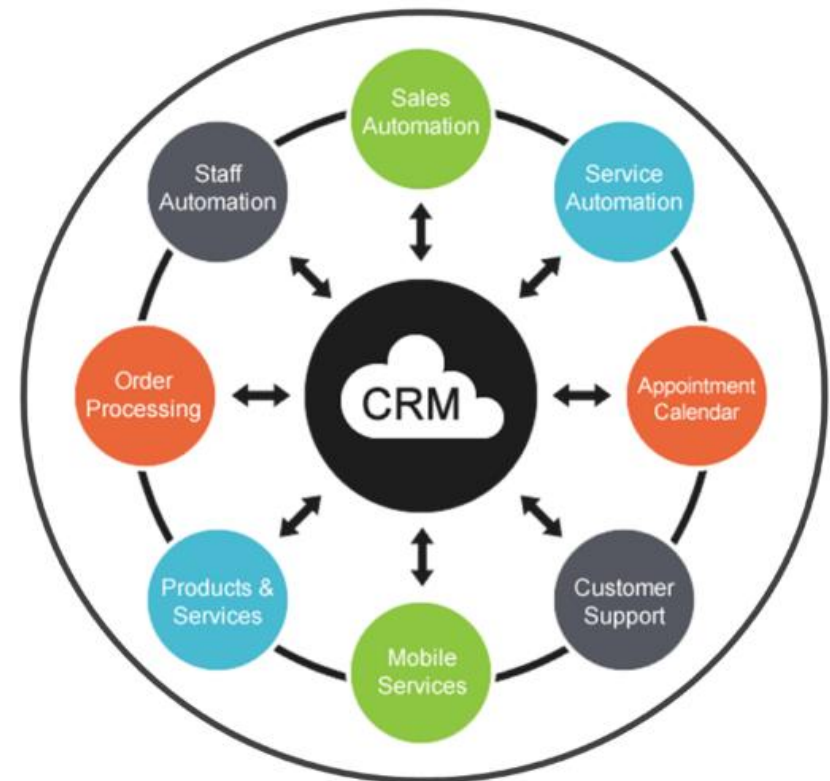 Sales
Automation
Service
Automation
Appointment
Calendar
Customer
Support
Mobile
Services
Products &
Services
Order
Processing
Staff
Automation
CRM